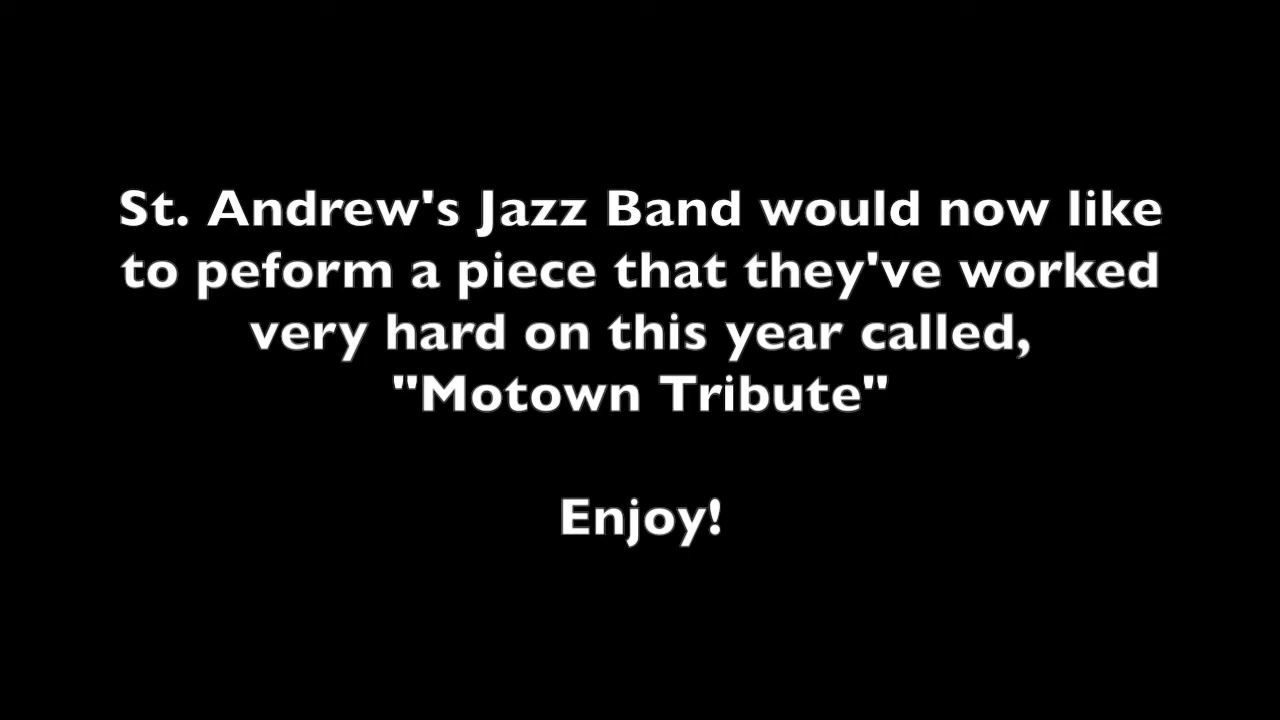 St. Andrew's Jazz Band would now like
to peform a piece that they've worked
very hard on this year called,
"Motown Tribute"
Enjoy!